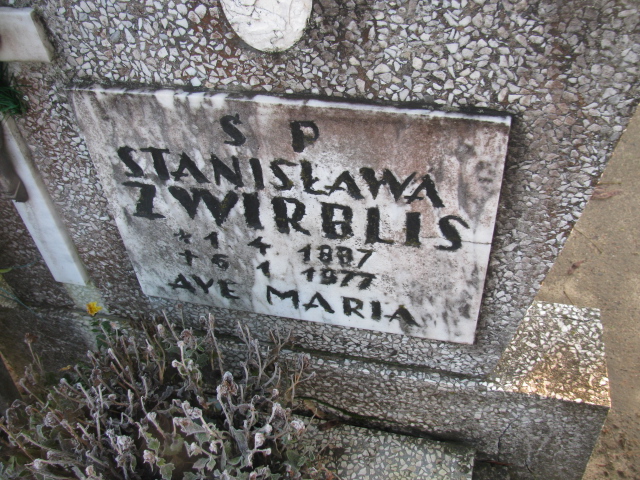 Ś P
STANISŁAWA
ZWIRBLIS
* 1 4 1887
+ 6 1 1977
AVE MARIA